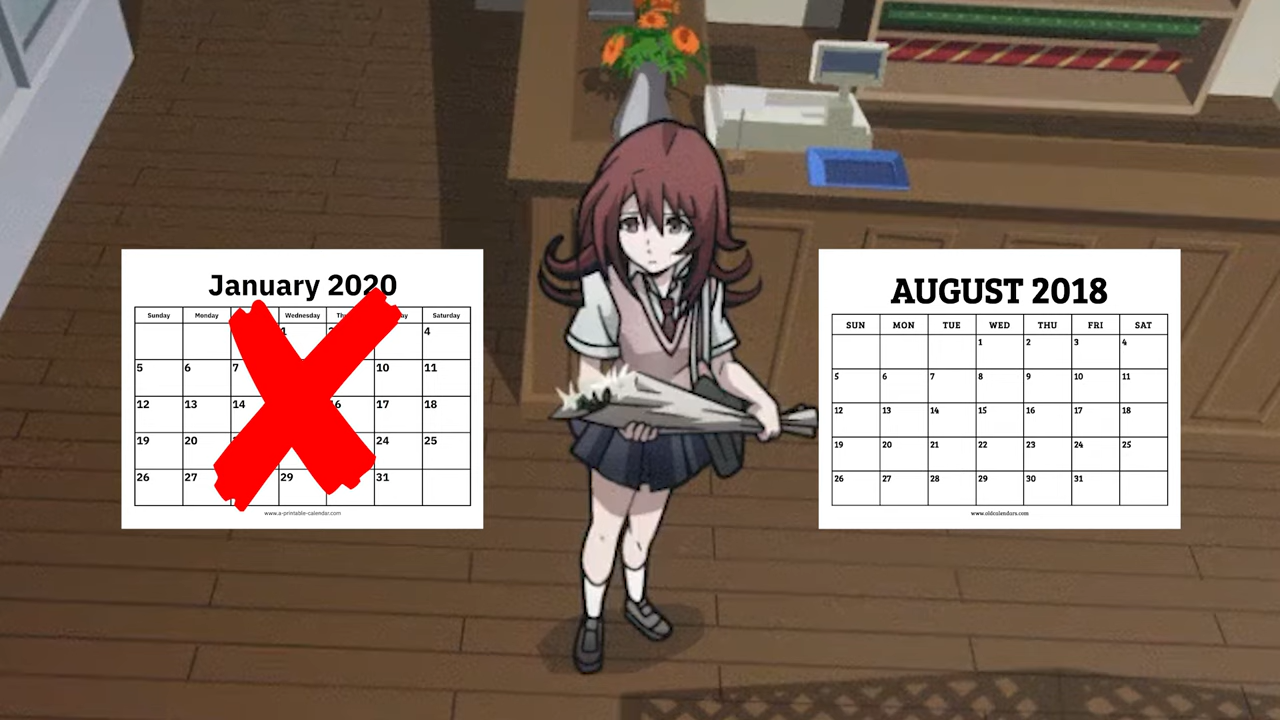 January 2020
Sunday Monday Wednesday Saturday
4
5 6 7 10 11
12 13 14 17 18
19 20 24 25
26 27 29 31
www.a-printable-calendar.com
AUGUST 2018
SUN MON TUE WED THU FRI SAT
1 2 3 4
5 6 7 8 9 10 11
12 13 14 15 16 17 18
19 20 21 22 23 24 25
26 27 28 29 30 31
www.oldcalendars.com